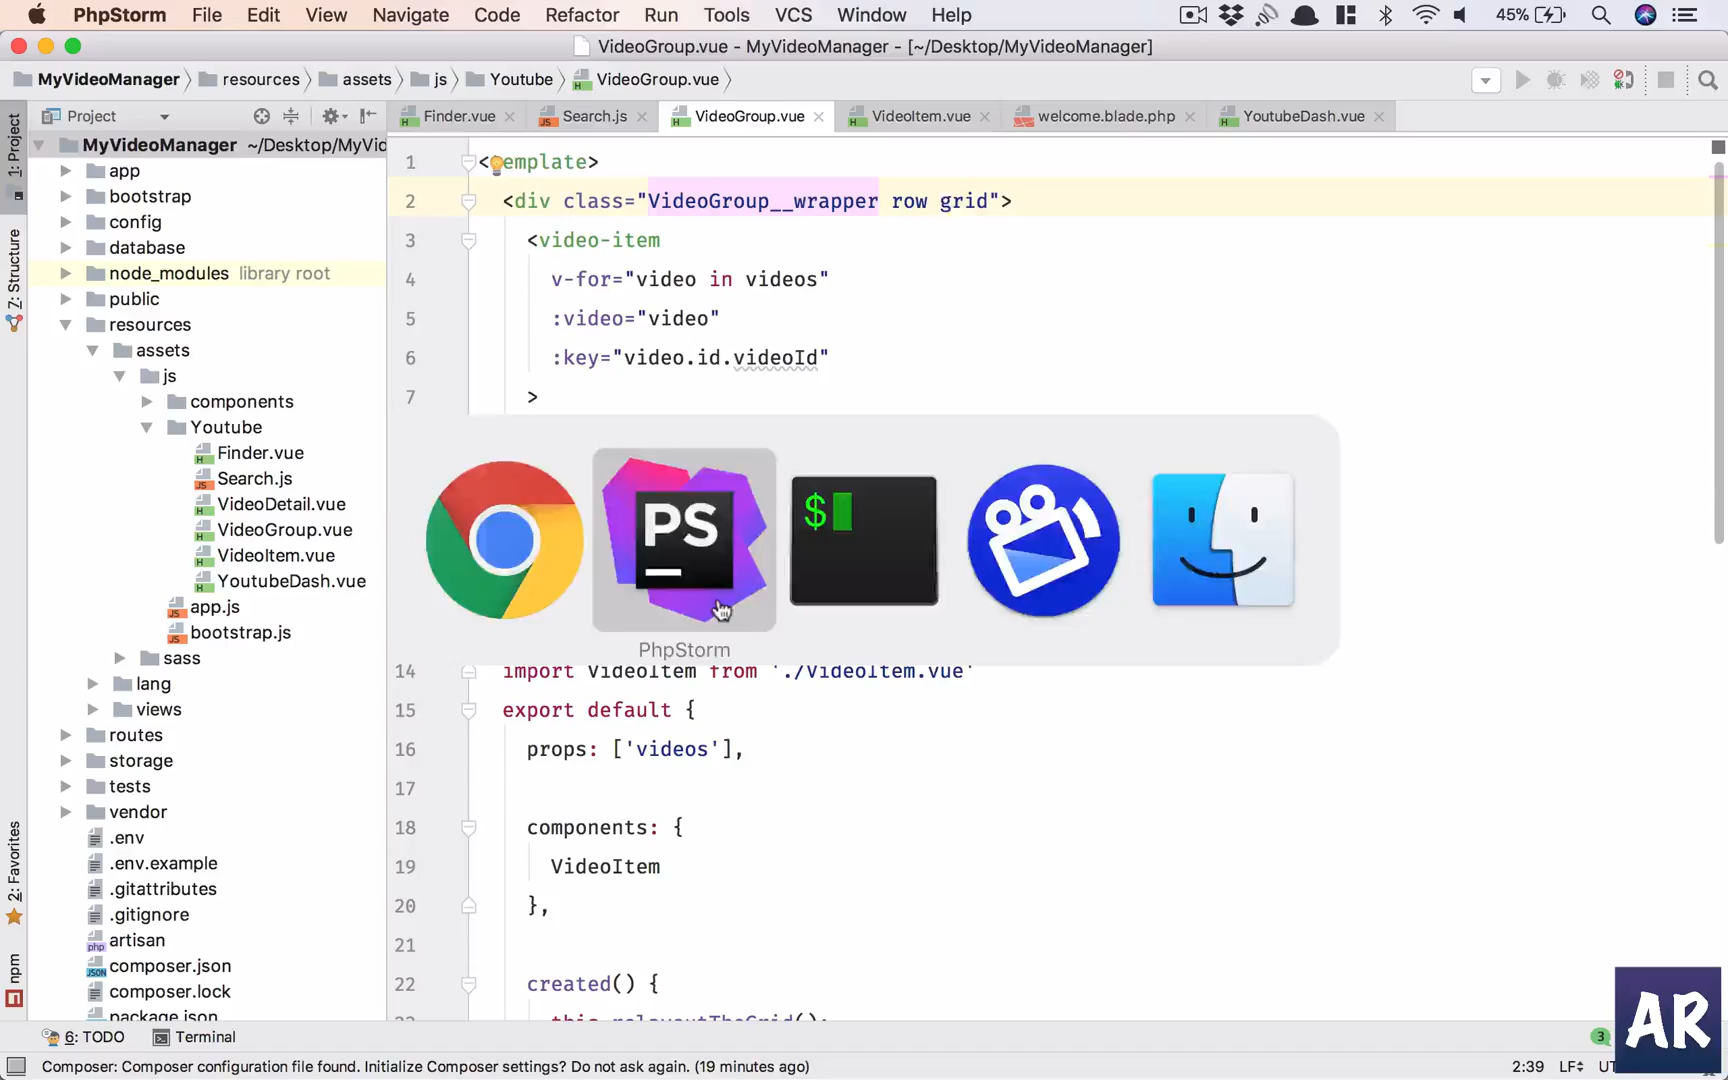 PhpStorm File Edit View Navigate Code Refactor Run Tools VCS Window Help 45%
VideoGroup.vue - MyVideoManager - [~/Desktop/MyVideoManager]
MyVideoManager resources assets js Youtube VideoGroup.vue
Project
Finder.vue Search.js VideoGroup.vue VideoItem.vue welcome.blade.php YoutubeDash.vue
1: Project
7: Structure
2: Favorites
npm
MyVideoManager ~/Desktop/MyVid
app
bootstrap
config
database
node_modules library root
public
resources
assets
js
components
Youtube
Finder.vue
Search.js
VideoDetail.vue
VideoGroup.vue
VideoItem.vue
YoutubeDash.vue
app.js
bootstrap.js
sass
lang
views
routes
storage
tests
vendor
.env
.env.example
.gitattributes
.gitignore
artisan
composer.json
composer.lock
package.json
1 <template>
2 <div class="VideoGroup__wrapper row grid">
3 <video-item
4 v-for="video in videos"
5 :video="video"
6 :key="video.id.videoId"
7 >
PS
$
PhpStorm
14 import VideoItem from './VideoItem.vue'
15 export default {
16 props: ['videos'],
17
18 components: {
19 VideoItem
20 },
21
22 created() {
23 this.relayoutTheGrid();
6: TODO Terminal 3
Composer: Composer configuration file found. Initialize Composer settings? Do not ask again. (19 minutes ago) 2:39 LF
AR